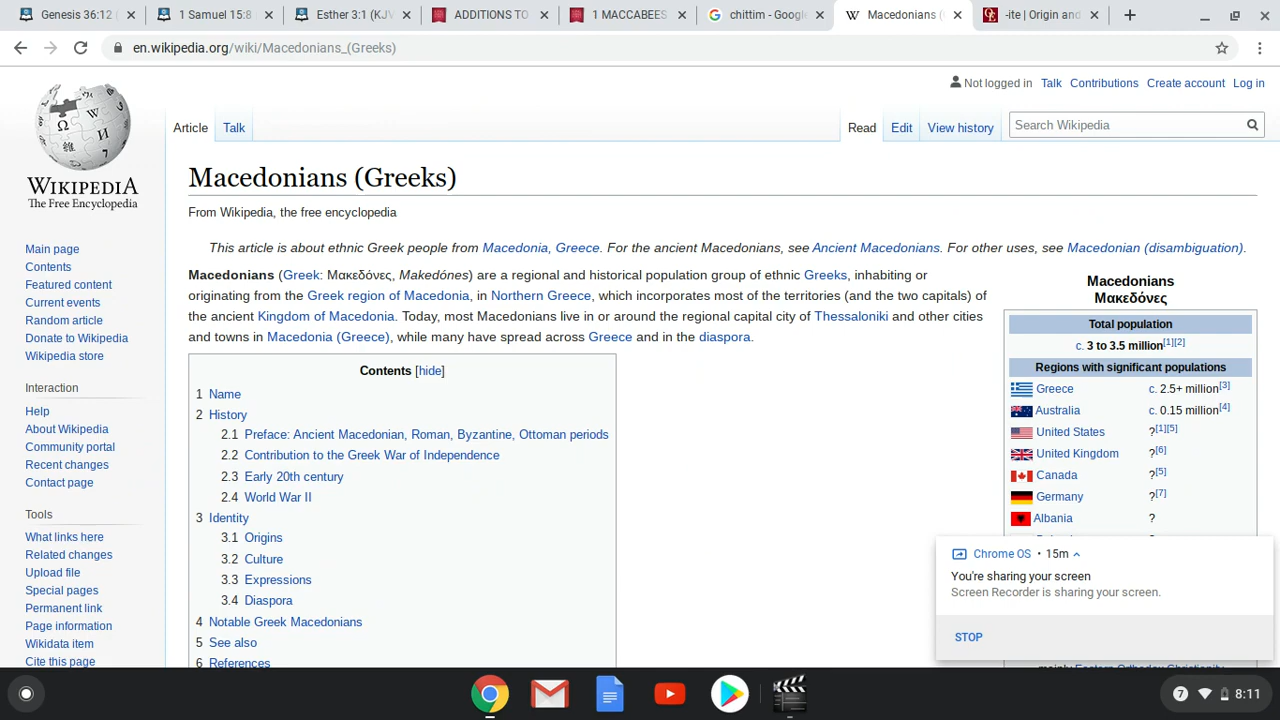 Genesis 36:12
1 Samuel 15:8
Esther 3:1 (KJV
ADDITIONS TO
1 MACCABEES
chittim - Google
Macedonians (
-ite | Origin and
en.wikipedia.org/wiki/Macedonians_(Greeks)
Not logged in Talk Contributions Create account Log in
Article Talk Read Edit View history Search Wikipedia
WIKIPEDIA
The Free Encyclopedia
Main page
Contents
Featured content
Current events
Random article
Donate to Wikipedia
Wikipedia store
Interaction
Help
About Wikipedia
Community portal
Recent changes
Contact page
Tools
What links here
Related changes
Upload file
Special pages
Permanent link
Page information
Wikidata item
Cite this page
Macedonians (Greeks)
From Wikipedia, the free encyclopedia
This article is about ethnic Greek people from Macedonia, Greece. For the ancient Macedonians, see Ancient Macedonians. For other uses, see Macedonian (disambiguation).
Macedonians (Greek: Μακεδόνες, Makedónes) are a regional and historical population group of ethnic Greeks, inhabiting or
originating from the Greek region of Macedonia, in Northern Greece, which incorporates most of the territories (and the two capitals) of
the ancient Kingdom of Macedonia. Today, most Macedonians live in or around the regional capital city of Thessaloniki and other cities
and towns in Macedonia (Greece), while many have spread across Greece and in the diaspora.
Contents [hide]
1 Name
2 History
2.1 Preface: Ancient Macedonian, Roman, Byzantine, Ottoman periods
2.2 Contribution to the Greek War of Independence
2.3 Early 20th century
2.4 World War II
3 Identity
3.1 Origins
3.2 Culture
3.3 Expressions
3.4 Diaspora
4 Notable Greek Macedonians
5 See also
6 References
Macedonians
Μακεδόνες
Total population
c. 3 to 3.5 million[1][2]
Regions with significant populations
Greece c. 2.5+ million[3]
Australia c. 0.15 million[4]
United States ?[1][5]
United Kingdom ?[6]
Canada ?[5]
Germany ?[7]
Albania ?
Chrome OS • 15m
You're sharing your screen
Screen Recorder is sharing your screen.
STOP
mainly Eastern Orthodox Christianity
7 8:11